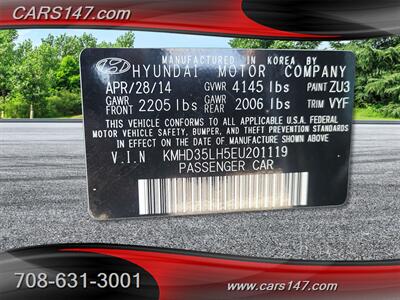 CARS147.com
MANUFACTURED IN KOREA
HYUNDAI MOTOR COMPANY
APR/28/14 GVWR 4145 lbs PAINT ZU3
GAWR FRONT 2205 lbs GAWR REAR 2006 lbs TRIM VYF
THIS VEHICLE CONFORMS TO ALL APPLICABLE U.S.A. FEDERAL
MOTOR VEHICLE SAFETY, BUMPER, AND THEFT PREVENTION STANDARDS
IN EFFECT ON THE DATE OF MANUFACTURE SHOWN ABOVE.
V.I.N KMHD35LH5EU201119
PASSENGER CAR
708-631-3001
cars147.com